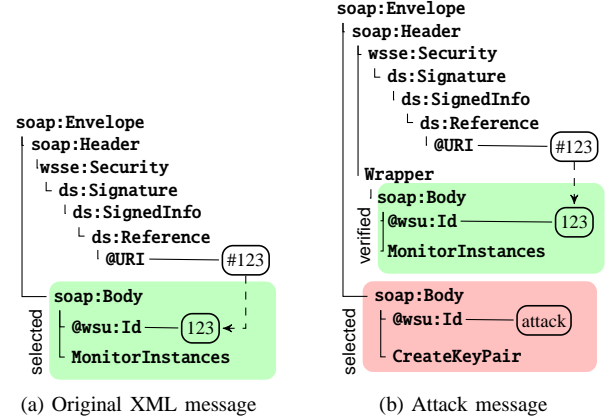 soap:Envelope
soap:Header
wsse:Security
ds:Signature
ds:SignedInfo
ds:Reference
@URI #123
soap:Body
@wsu:Id 123
MonitorInstances
selected
(a) Original XML message
soap:Envelope
soap:Header
wsse:Security
ds:Signature
ds:SignedInfo
ds:Reference
@URI #123
Wrapper
soap:Body
@wsu:Id 123
MonitorInstances
verified
soap:Body
@wsu:Id attack
CreateKeyPair
selected
(b) Attack message